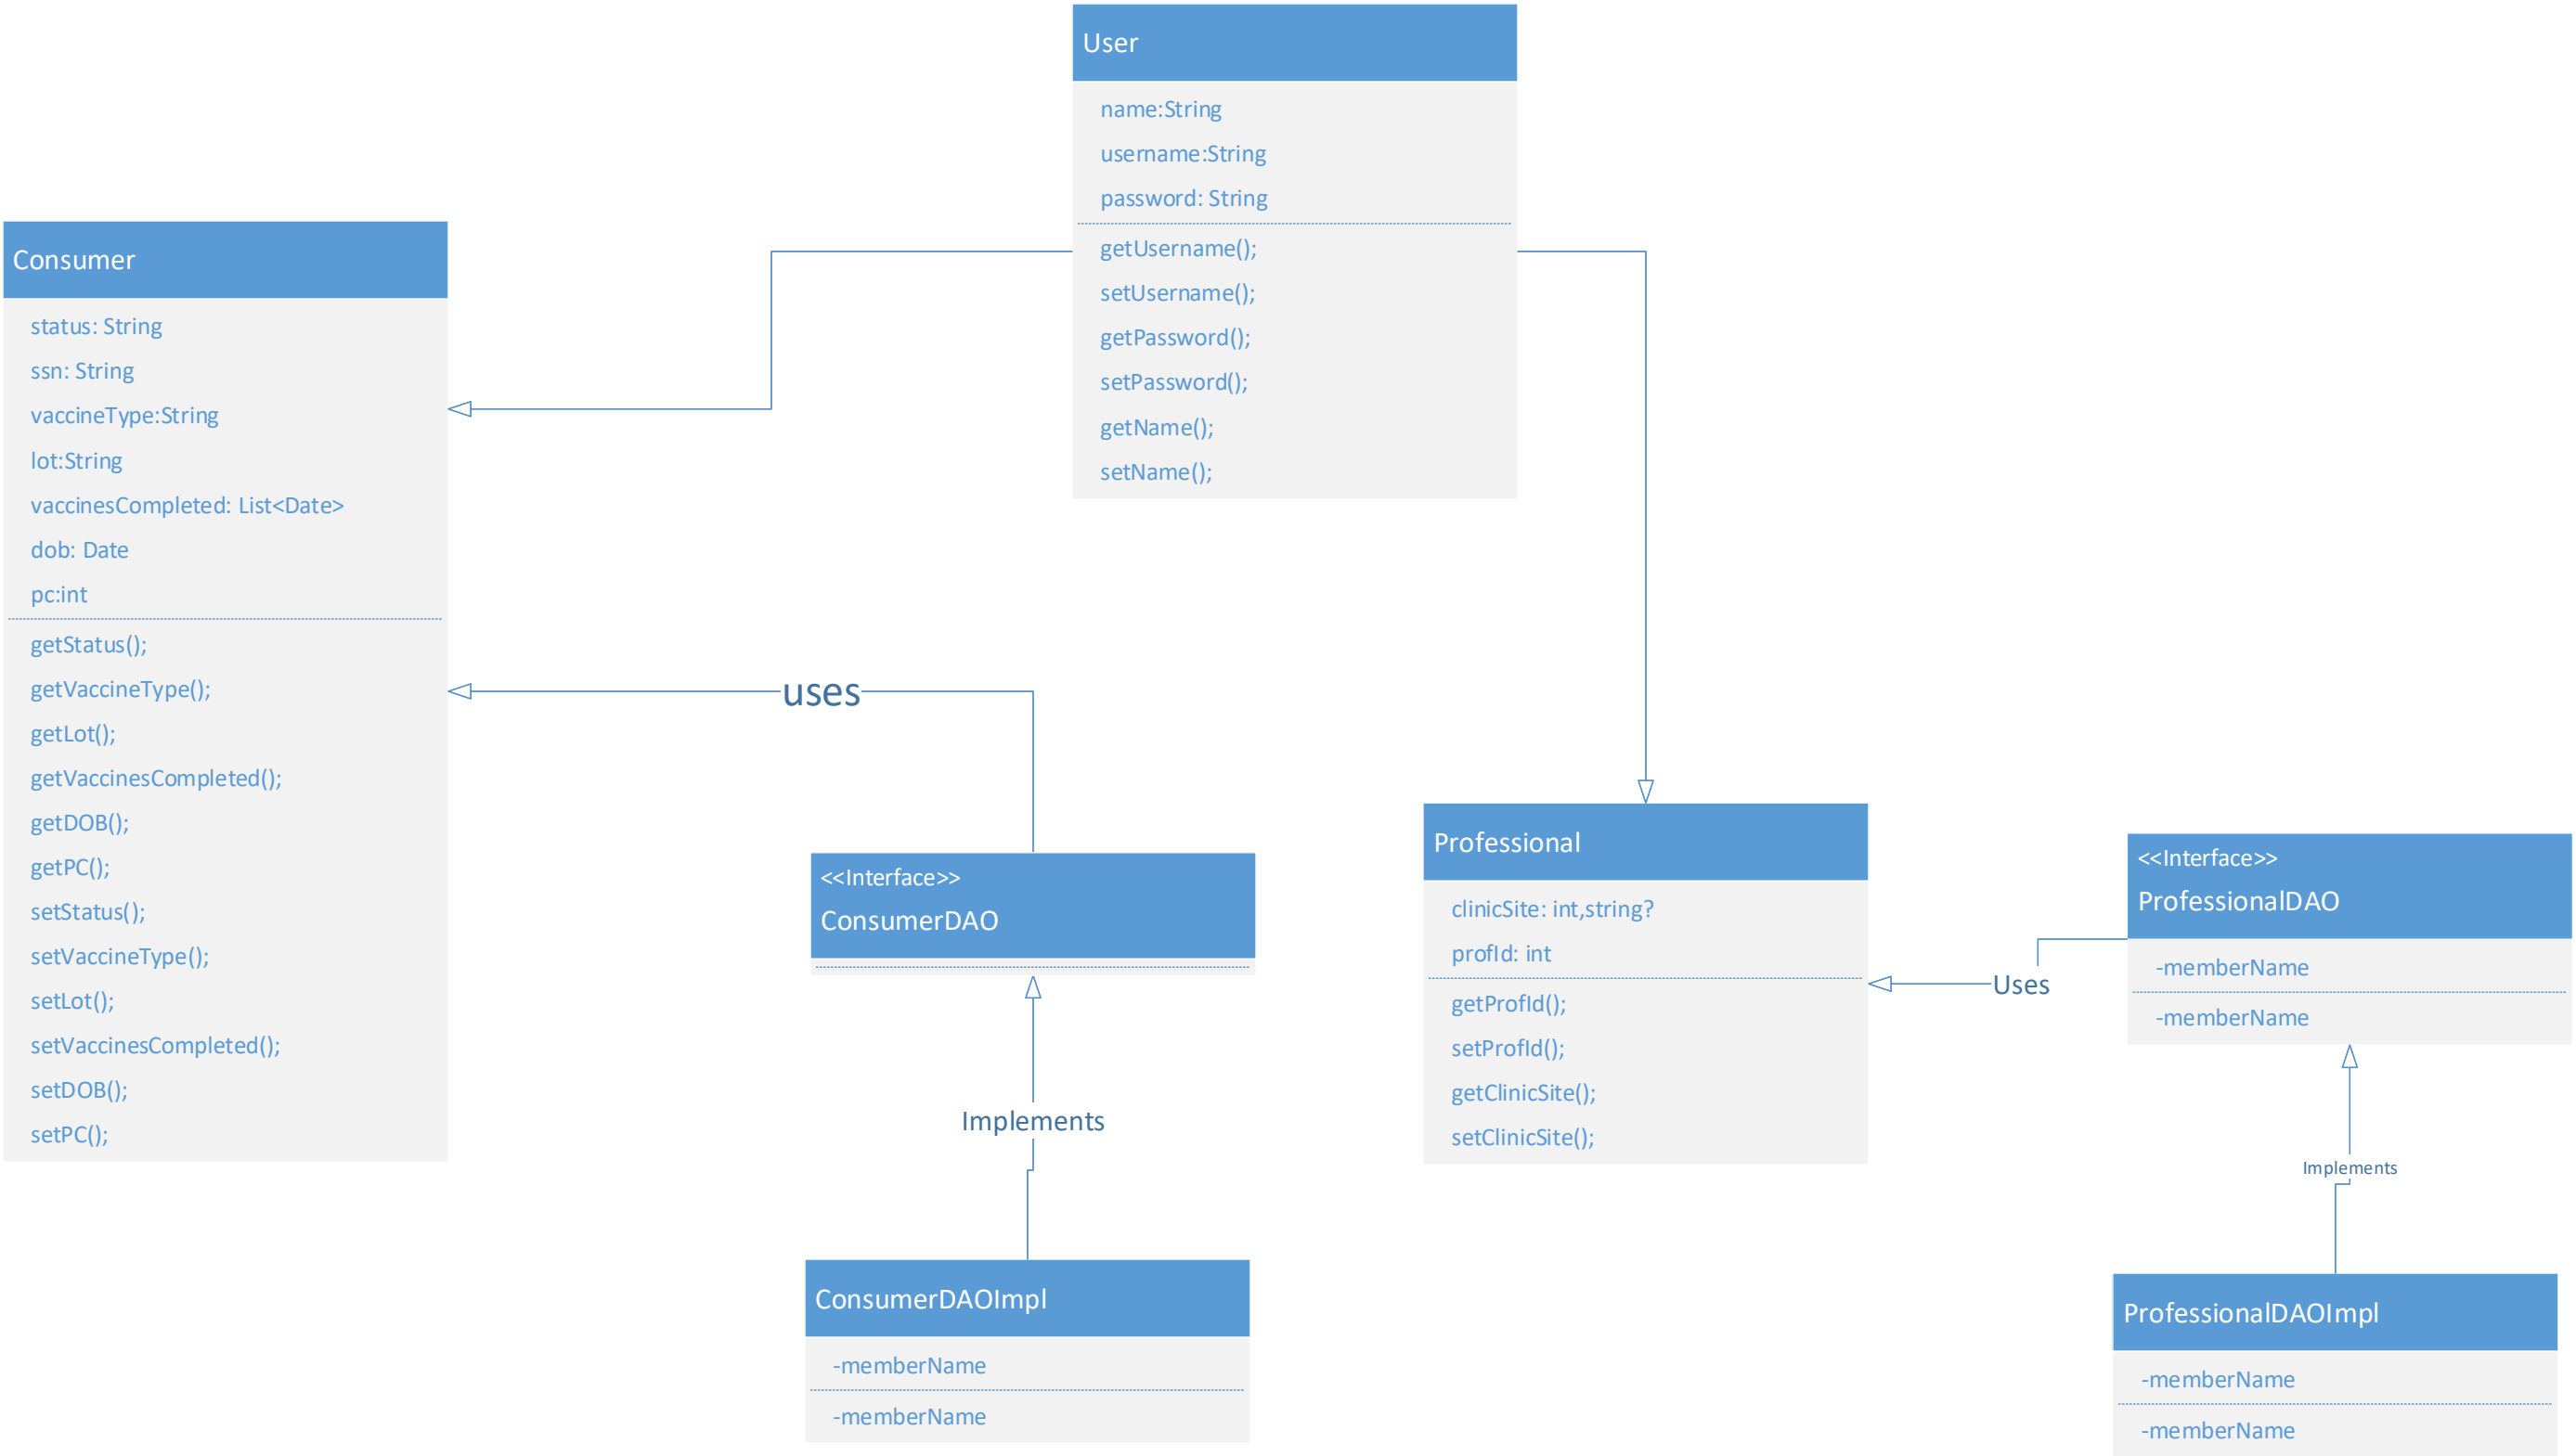 User
name:String
username:String
password: String
getUsername();
setUsername();
getPassword();
setPassword();
getName();
setName();
Consumer
status: String
ssn: String
vaccineType:String
lot:String
vaccinesCompleted: List<Date>
dob: Date
pc:int
getStatus();
getVaccineType();
getLot();
getVaccinesCompleted();
getDOB();
getPC();
setStatus();
setVaccineType();
setLot();
setVaccinesCompleted();
setDOB();
setPC();
uses
<<Interface>>
ConsumerDAO
Implements
ConsumerDAOImpl
-memberName
-memberName
Professional
clinicSite: int,string?
profId: int
getProfId();
setProfId();
getClinicSite();
setClinicSite();
Uses
<<Interface>>
ProfessionalDAO
-memberName
-memberName
Implements
ProfessionalDAOImpl
-memberName
-memberName